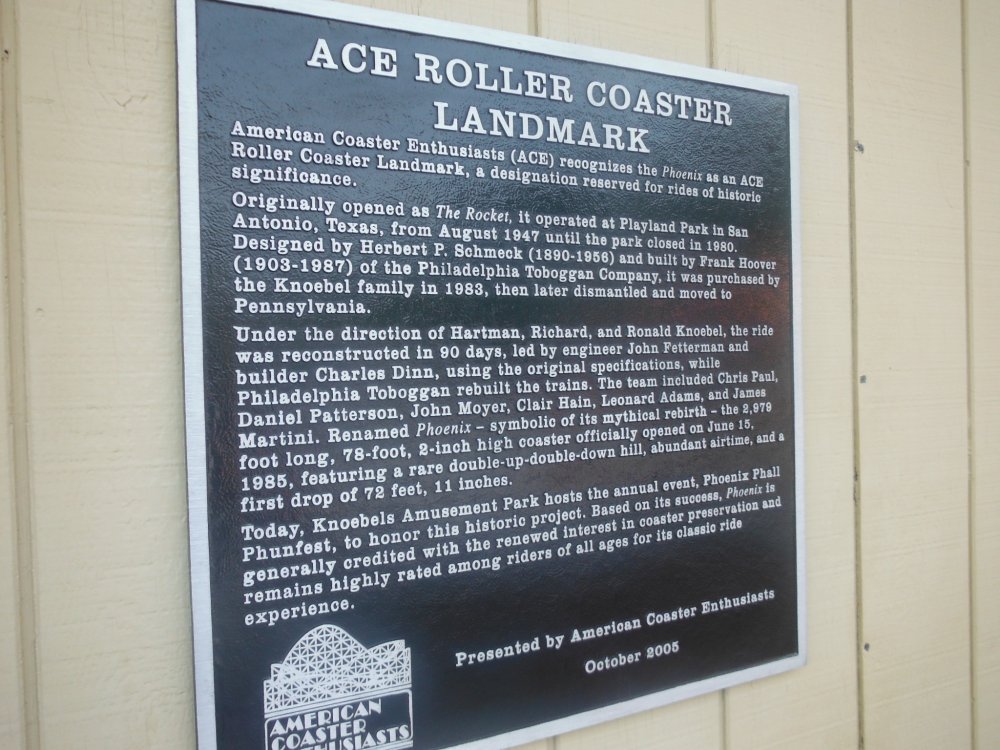 ACE ROLLER COASTER
LANDMARK
American Coaster Enthusiasts (ACE) recognizes the Phoenix as an ACE
Roller Coaster Landmark, a designation reserved for rides of historic
significance.
Originally opened as The Rocket, it operated at Playland Park in San
Antonio, Texas, from August 1947 until the park closed in 1980.
Designed by Herbert P. Schmeck (1890-1956) and built by Frank Hoover
(1903-1987) of the Philadelphia Toboggan Company, it was purchased by
the Knoebel family in 1983, then later dismantled and moved to
Pennsylvania.
Under the direction of Hartman, Richard, and Ronald Knoebel, the ride
was reconstructed in 90 days, led by engineer John Fetterman and
builder Charles Dinn, using the original specifications, while
Philadelphia Toboggan rebuilt the trains. The team included Chris Paul,
Daniel Patterson, John Moyer, Clair Hain, Leonard Adams, and James
Martini. Renamed Phoenix – symbolic of its mythical rebirth – the 2,979
foot long, 78-foot, 2-inch high coaster officially opened on June 15,
1985, featuring a rare double-up-double-down hill, abundant airtime, and a
first drop of 72 feet, 11 inches.
Today, Knoebels Amusement Park hosts the annual event, Phoenix Phall
Phunfest, to honor this historic project. Based on its success, Phoenix is
generally credited with the renewed interest in coaster preservation and
remains highly rated among riders of all ages for its classic ride
experience.
Presented by American Coaster Enthusiasts
October 2005
AMERICAN
COASTER
ENTHUSIASTS